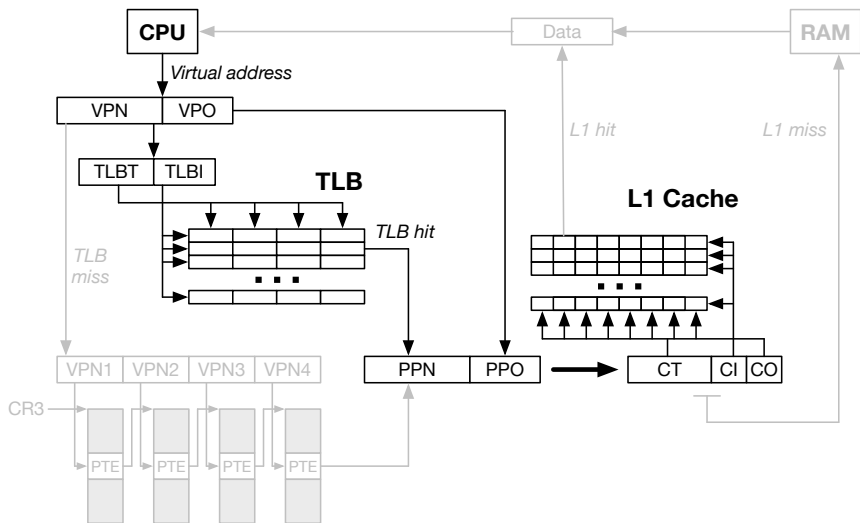 CPU
Data
RAM
Virtual address
VPN VPO
L1 hit
L1 miss
TLBT TLBI
TLB
L1 Cache
TLB hit
TLB
miss
VPN1 VPN2 VPN3 VPN4
PPN PPO
CT CI CO
CR3
PTE PTE PTE PTE